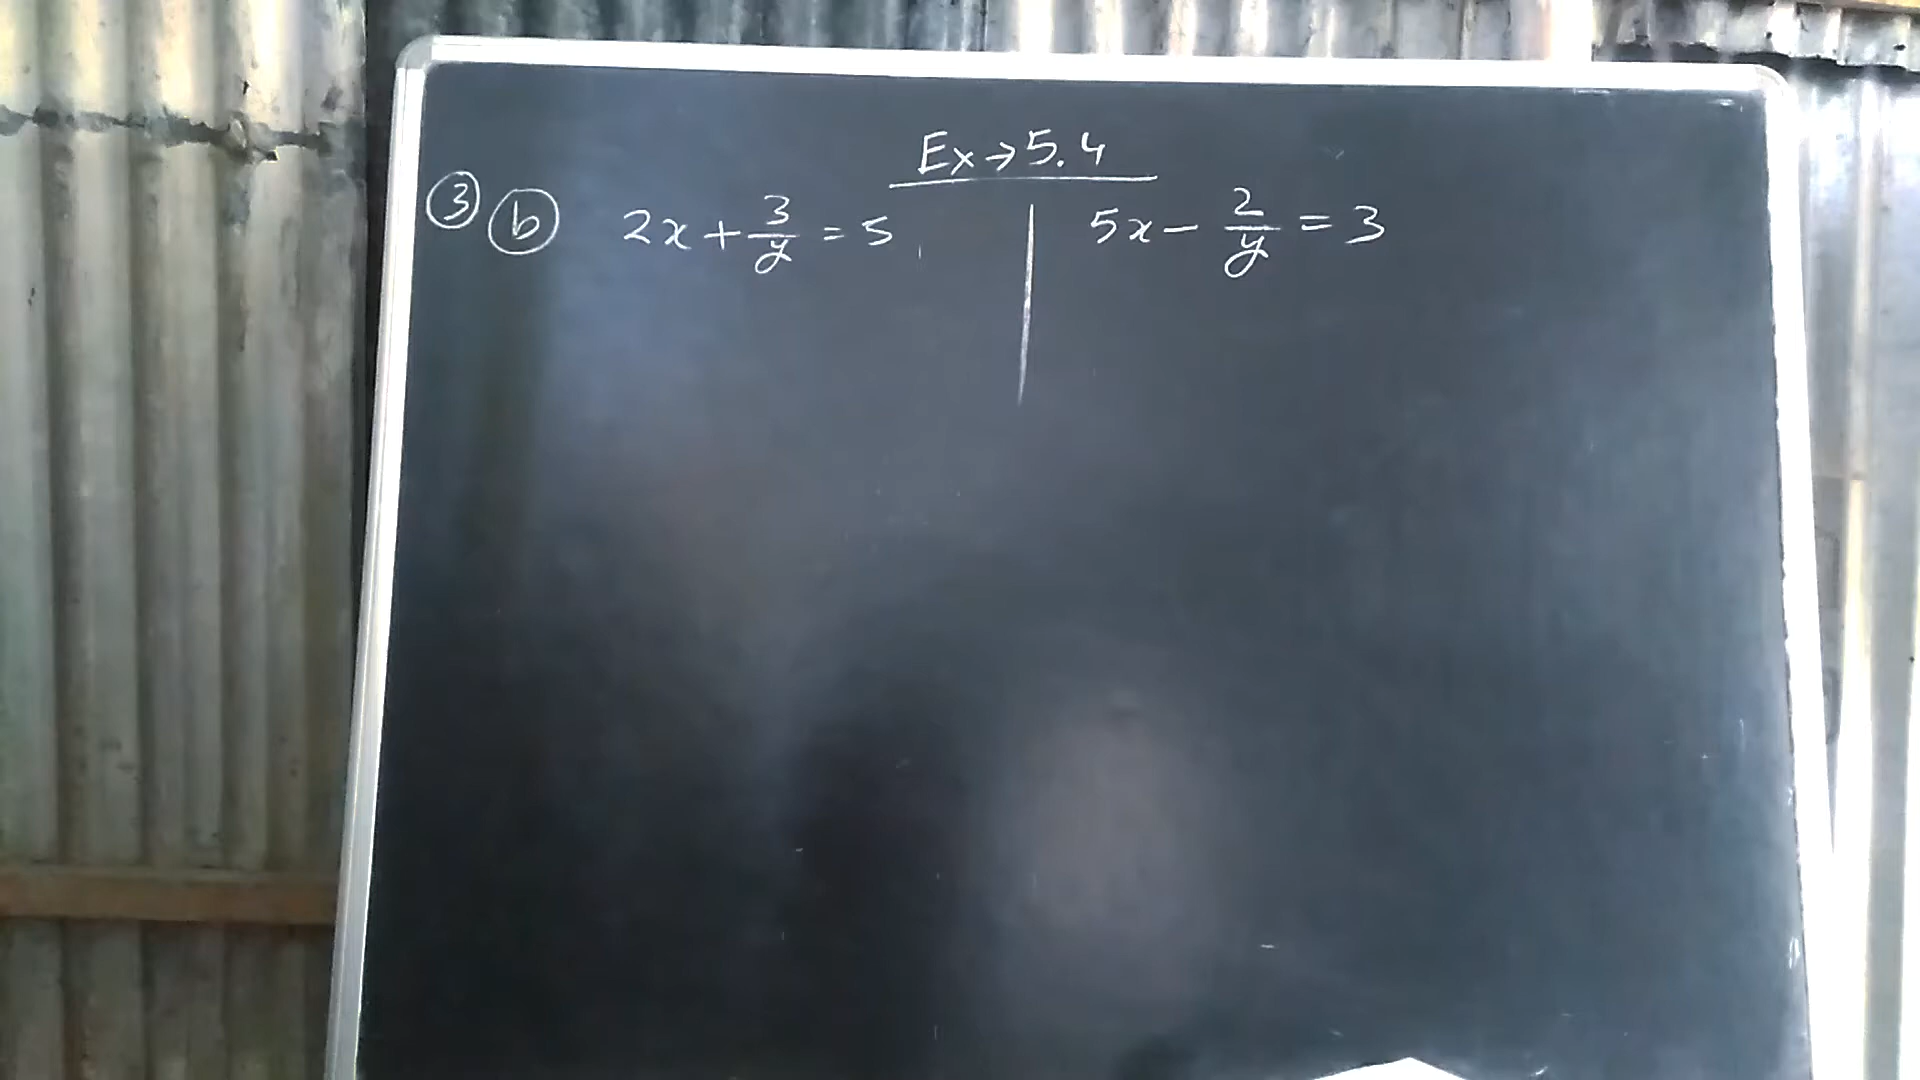 Ex→5.4
③ ⓑ 2x + 3/y = 5, | 5x - 2/y = 3